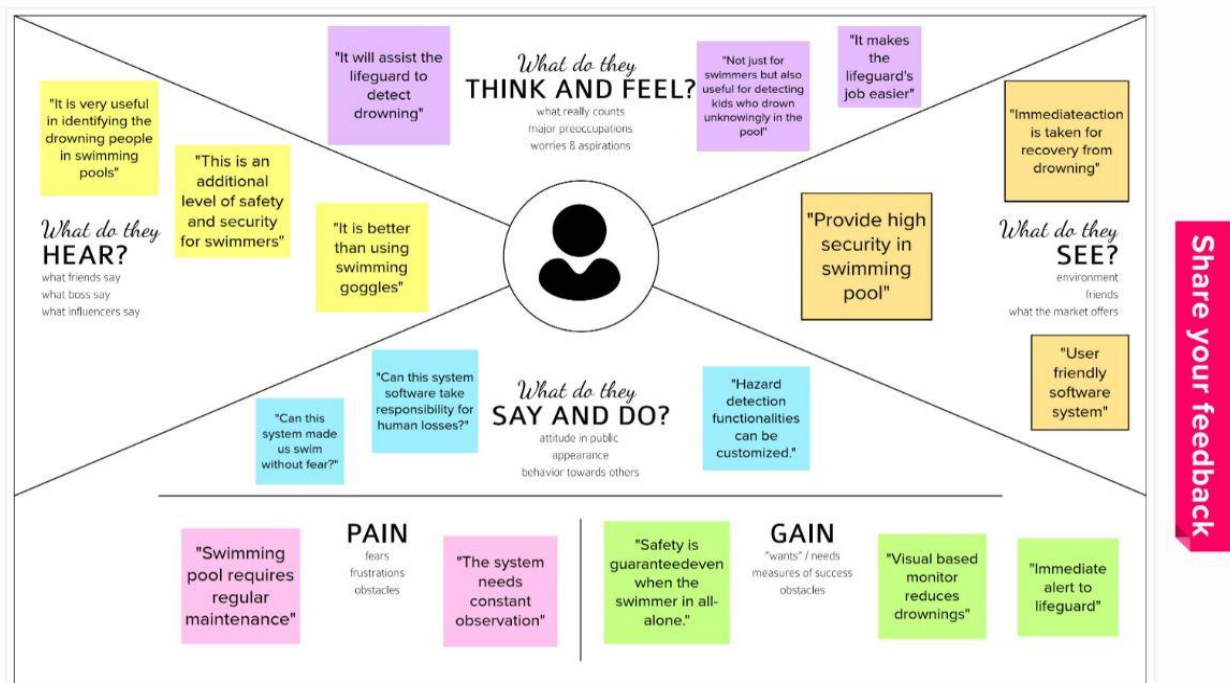 "It will assist the
lifeguard to
detect
drowning"
What do they
THINK AND FEEL?
what really counts
major preoccupations
worries & aspirations
"Not just for
swimmers but also
useful for detecting
kids who drown
unknowingly in the
pool"
"It makes
the
lifeguard's
job easier"
"It is very useful
in identifying the
drowning people
in swimming
pools"
"This is an
additional
level of safety
and security
for swimmers"
"It is better
than using
swimming
goggles"
What do they
HEAR?
what friends say
what boss say
what influencers say
"Immediateaction
is taken for
recovery from
drowning"
"Provide high
security in
swimming
pool"
What do they
SEE?
environment
friends
what the market offers
"User
friendly
software
system"
"Can this
system made
us swim
without fear?"
"Can this system
software take
responsibility for
human losses?"
What do they
SAY AND DO?
attitude in public
appearance
behavior towards others
"Hazard
detection
functionalities
can be
customized."
"Swimming
pool requires
regular
maintenance"
PAIN
fears
frustrations
obstacles
"The system
needs
constant
observation"
"Safety is
guaranteedeven
when the
swimmer in all-
alone."
GAIN
"wants" / needs
measures of success
obstacles
"Visual based
monitor
reduces
drownings"
"Immediate
alert to
lifeguard"
Share your feedback